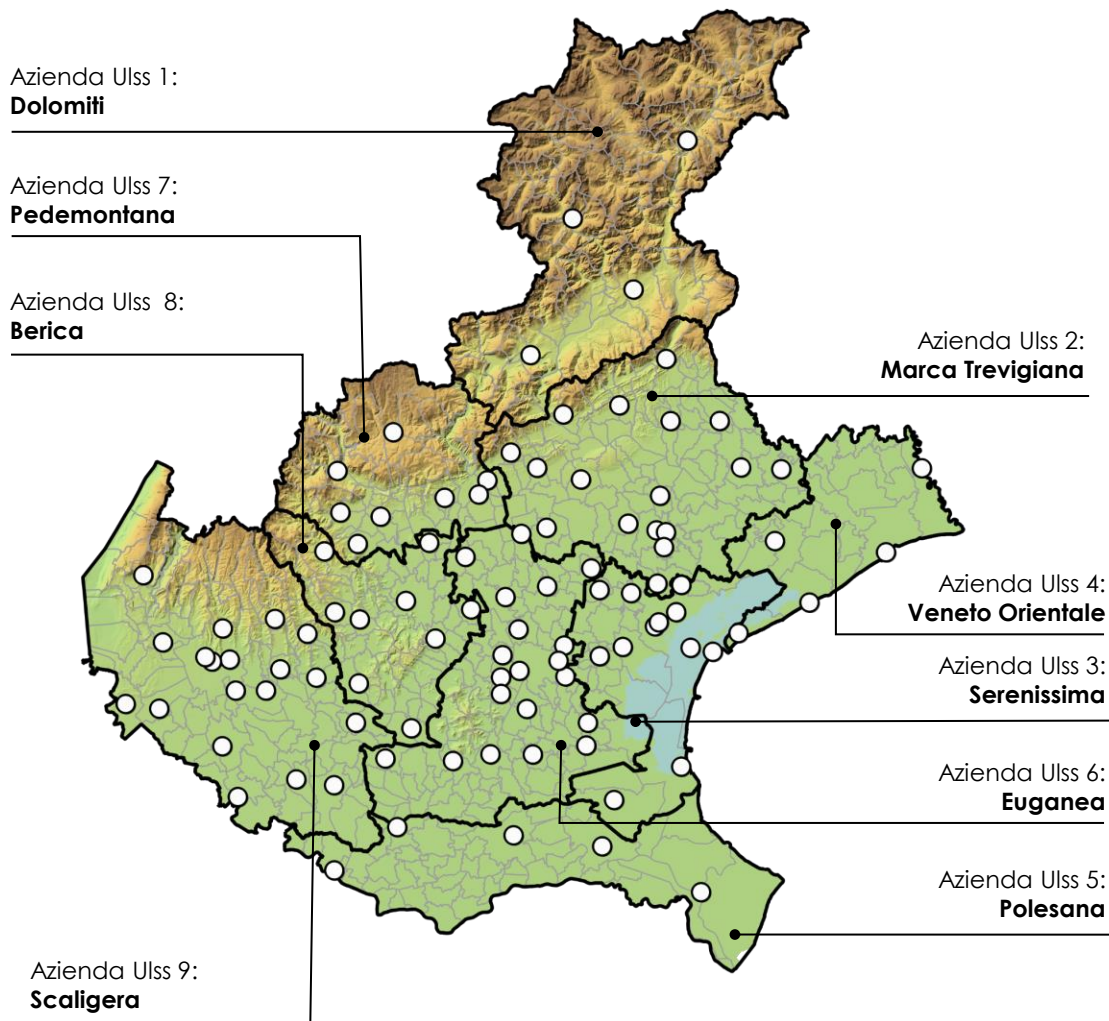 Azienda Ulss 1:
Dolomiti
Azienda Ulss 7:
Pedemontana
Azienda Ulss 8:
Berica
Azienda Ulss 2:
Marca Trevigiana
Azienda Ulss 4:
Veneto Orientale
Azienda Ulss 3:
Serenissima
Azienda Ulss 6:
Euganea
Azienda Ulss 5:
Polesana
Azienda Ulss 9:
Scaligera